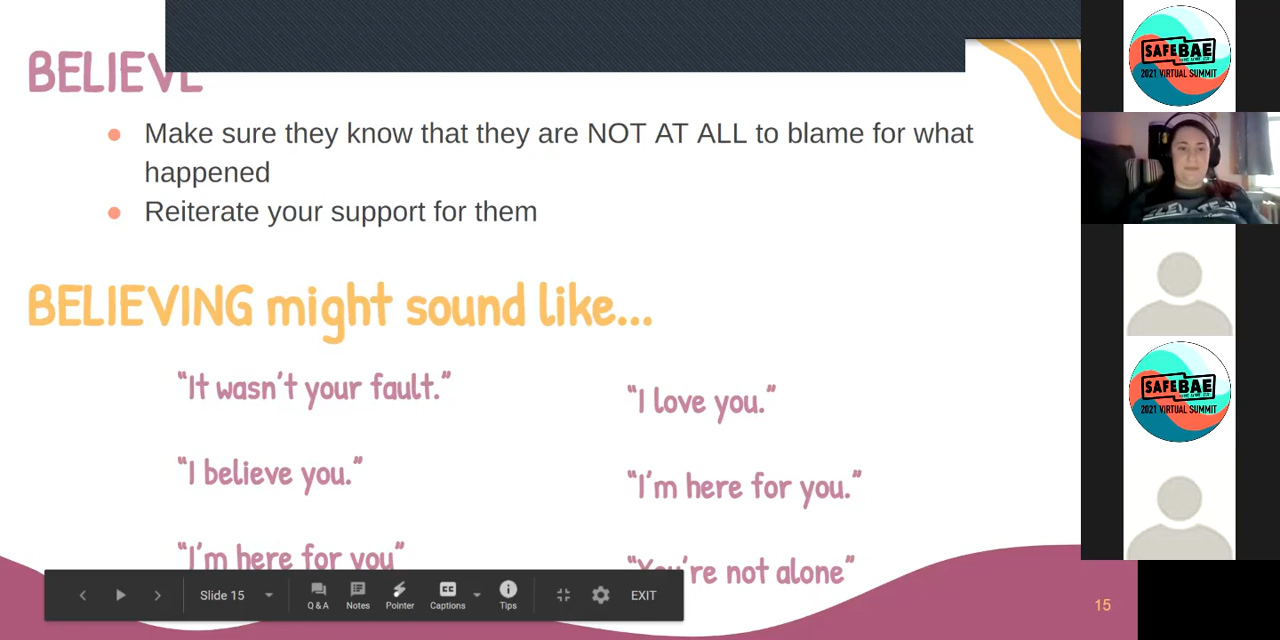 BELIEVE
Make sure they know that they are NOT AT ALL to blame for what
happened
Reiterate your support for them
BELIEVING might sound like...
"It wasn't your fault."
"I love you."
"I believe you."
"I'm here for you."
"I'm here for you"
"You're not alone"
Slide 15
Q & A
Notes
Pointer
CC
Captions
Tips
EXIT
15
SAFEBAE
2021 VIRTUAL SUMMIT
SAFEBAE
2021 VIRTUAL SUMMIT